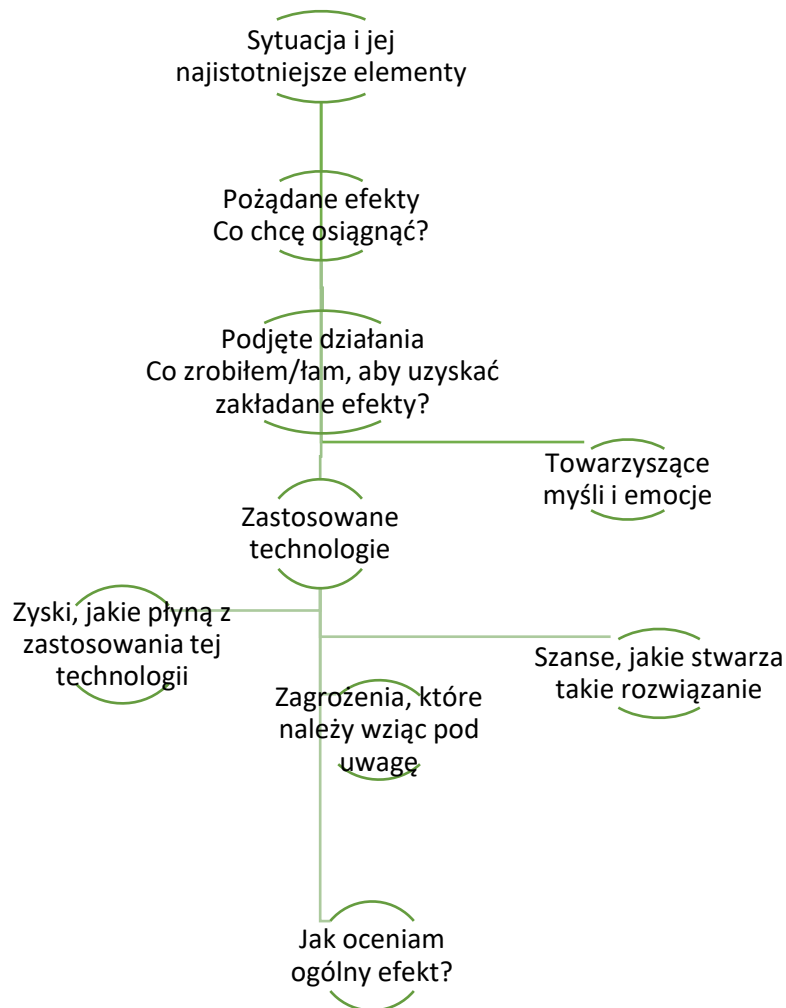 Sytuacja i jej
najistotniejsze elementy
Pożądane efekty
Co chcę osiągnąć?
Podjęte działania
Co zrobiłem/łam, aby uzyskać
zakładane efekty?
Towarzyszące
myśli i emocje
Zastosowane
technologie
Zyski, jakie płyną z
zastosowania tej
technologii
Szanse, jakie stwarza
takie rozwiązanie
Zagrożenia, które
należy wziąc pod
uwagę
Jak oceniam
ogólny efekt?